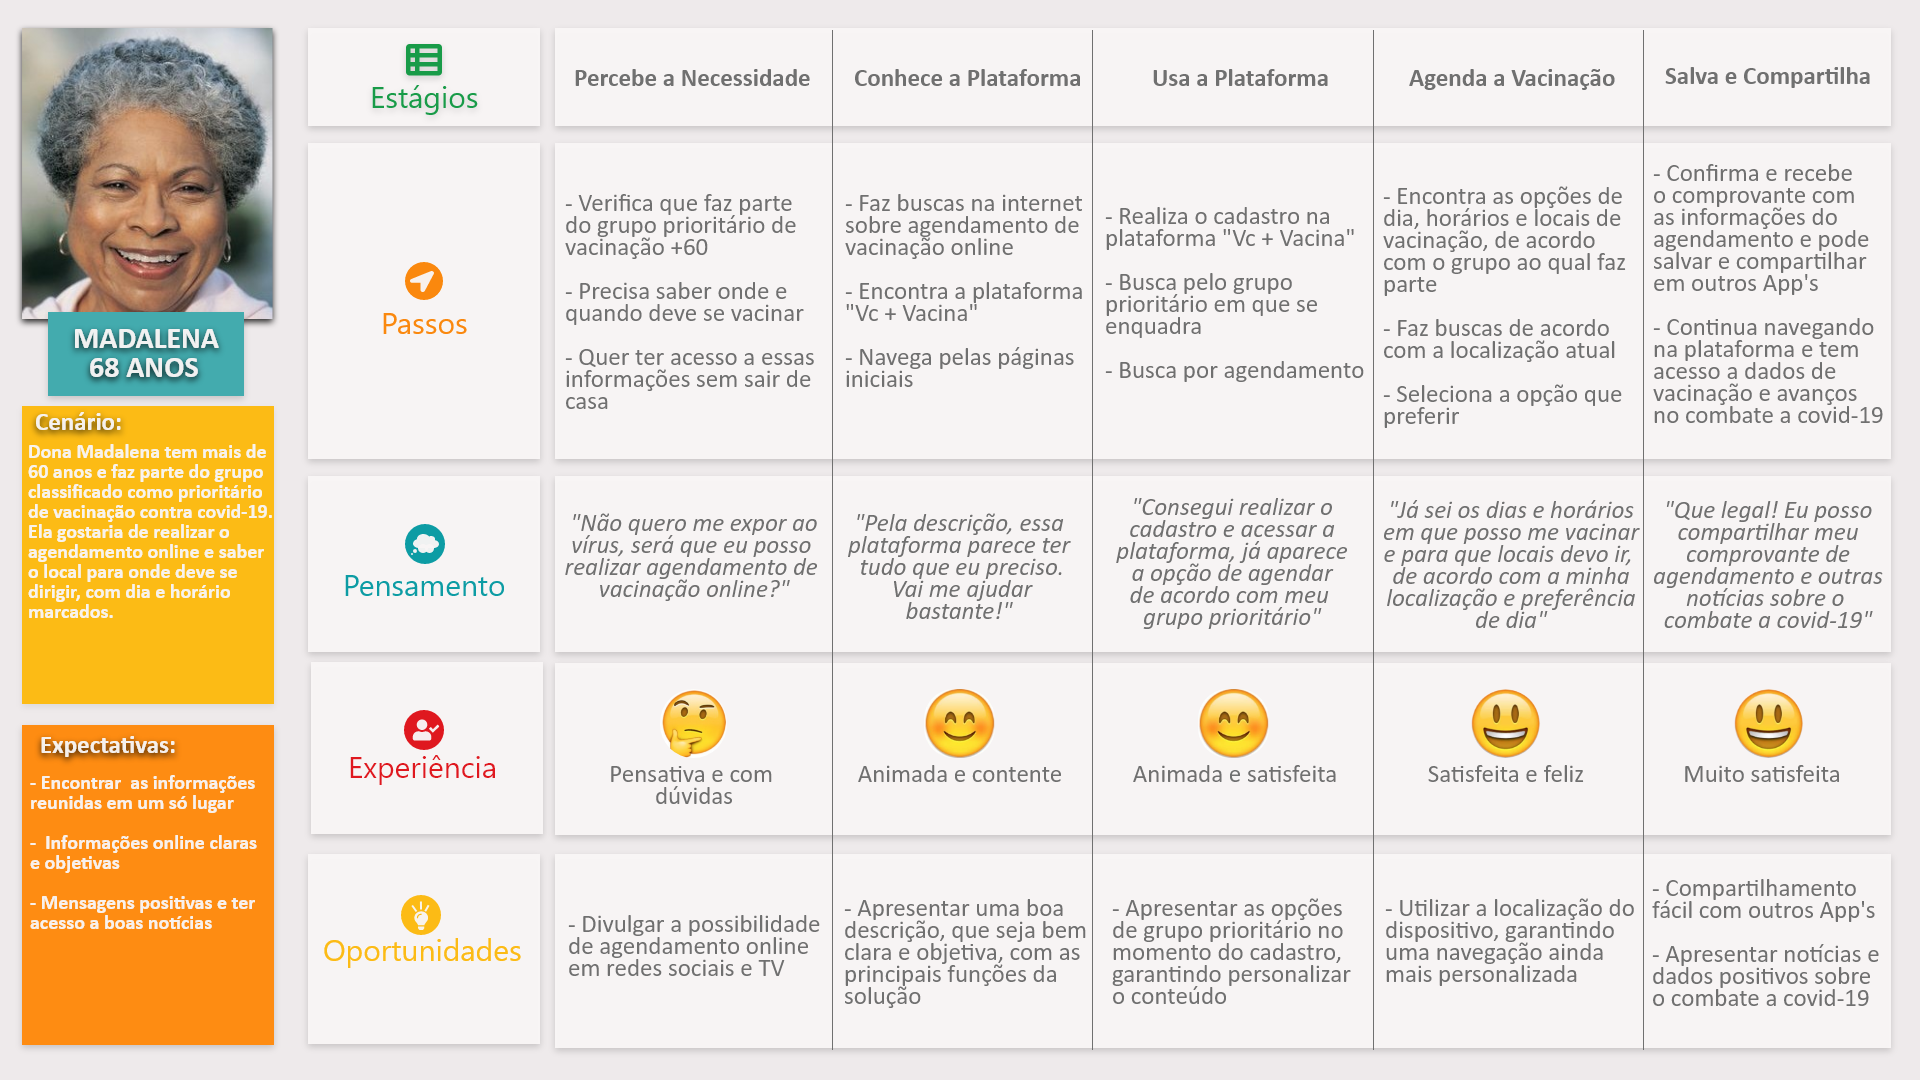 MADALENA
68 ANOS
Cenário:
Dona Madalena tem mais de
60 anos e faz parte do grupo
classificado como prioritário
de vacinação contra covid-19.
Ela gostaria de realizar o
agendamento online e saber
o local para onde deve se
dirigir, com dia e horário
marcados.
Expectativas:
- Encontrar  as informações
reunidas em um só lugar
-  Informações online claras
e objetivas
- Mensagens positivas e ter
acesso a boas notícias
Estágios
Percebe a Necessidade
Conhece a Plataforma
Usa a Plataforma
Agenda a Vacinação
Salva e Compartilha
Passos
- Verifica que faz parte
do grupo prioritário de
vacinação +60
- Precisa saber onde e
quando deve se vacinar
- Quer ter acesso a essas
informações sem sair de
casa
- Faz buscas na internet
sobre agendamento de
vacinação online
- Encontra a plataforma
"Vc + Vacina"
- Navega pelas páginas
iniciais
- Realiza o cadastro na
plataforma "Vc + Vacina"
- Busca pelo grupo
prioritário em que se
enquadra
- Busca por agendamento
- Encontra as opções de
dia, horários e locais de
vacinação, de acordo
com o grupo ao qual faz
parte
- Faz buscas de acordo
com a localização atual
- Seleciona a opção que
preferir
- Confirma e recebe
o comprovante com
as informações do
agendamento e pode
salvar e compartilhar
em outros App's
- Continua navegando
na plataforma e tem
acesso a dados de
vacinação e avanços
no combate a covid-19
Pensamento
"Não quero me expor ao
vírus, será que eu posso
realizar agendamento de
vacinação online?"
"Pela descrição, essa
plataforma parece ter
tudo que eu preciso.
Vai me ajudar
bastante!"
"Consegui realizar o
cadastro e acessar a
plataforma, já aparece
a opção de agendar
de acordo com meu
grupo prioritário"
"Já sei os dias e horários
em que posso me vacinar
e para que locais devo ir,
de acordo com a minha
localização e preferência
de dia"
"Que legal! Eu posso
compartilhar meu
comprovante de
agendamento e outras
notícias sobre o
combate a covid-19"
Experiência
Pensativa e com
dúvidas
Animada e contente
Animada e satisfeita
Satisfeita e feliz
Muito satisfeita
Oportunidades
- Divulgar a possibilidade
de agendamento online
em redes sociais e TV
- Apresentar uma boa
descrição, que seja bem
clara e objetiva, com as
principais funções da
solução
- Apresentar as opções
de grupo prioritário no
momento do cadastro,
garantindo personalizar
o conteúdo
- Utilizar a localização do
dispositivo, garantindo
uma navegação ainda
mais personalizada
- Compartilhamento
fácil com outros App's
- Apresentar notícias e
dados positivos sobre
o combate a covid-19